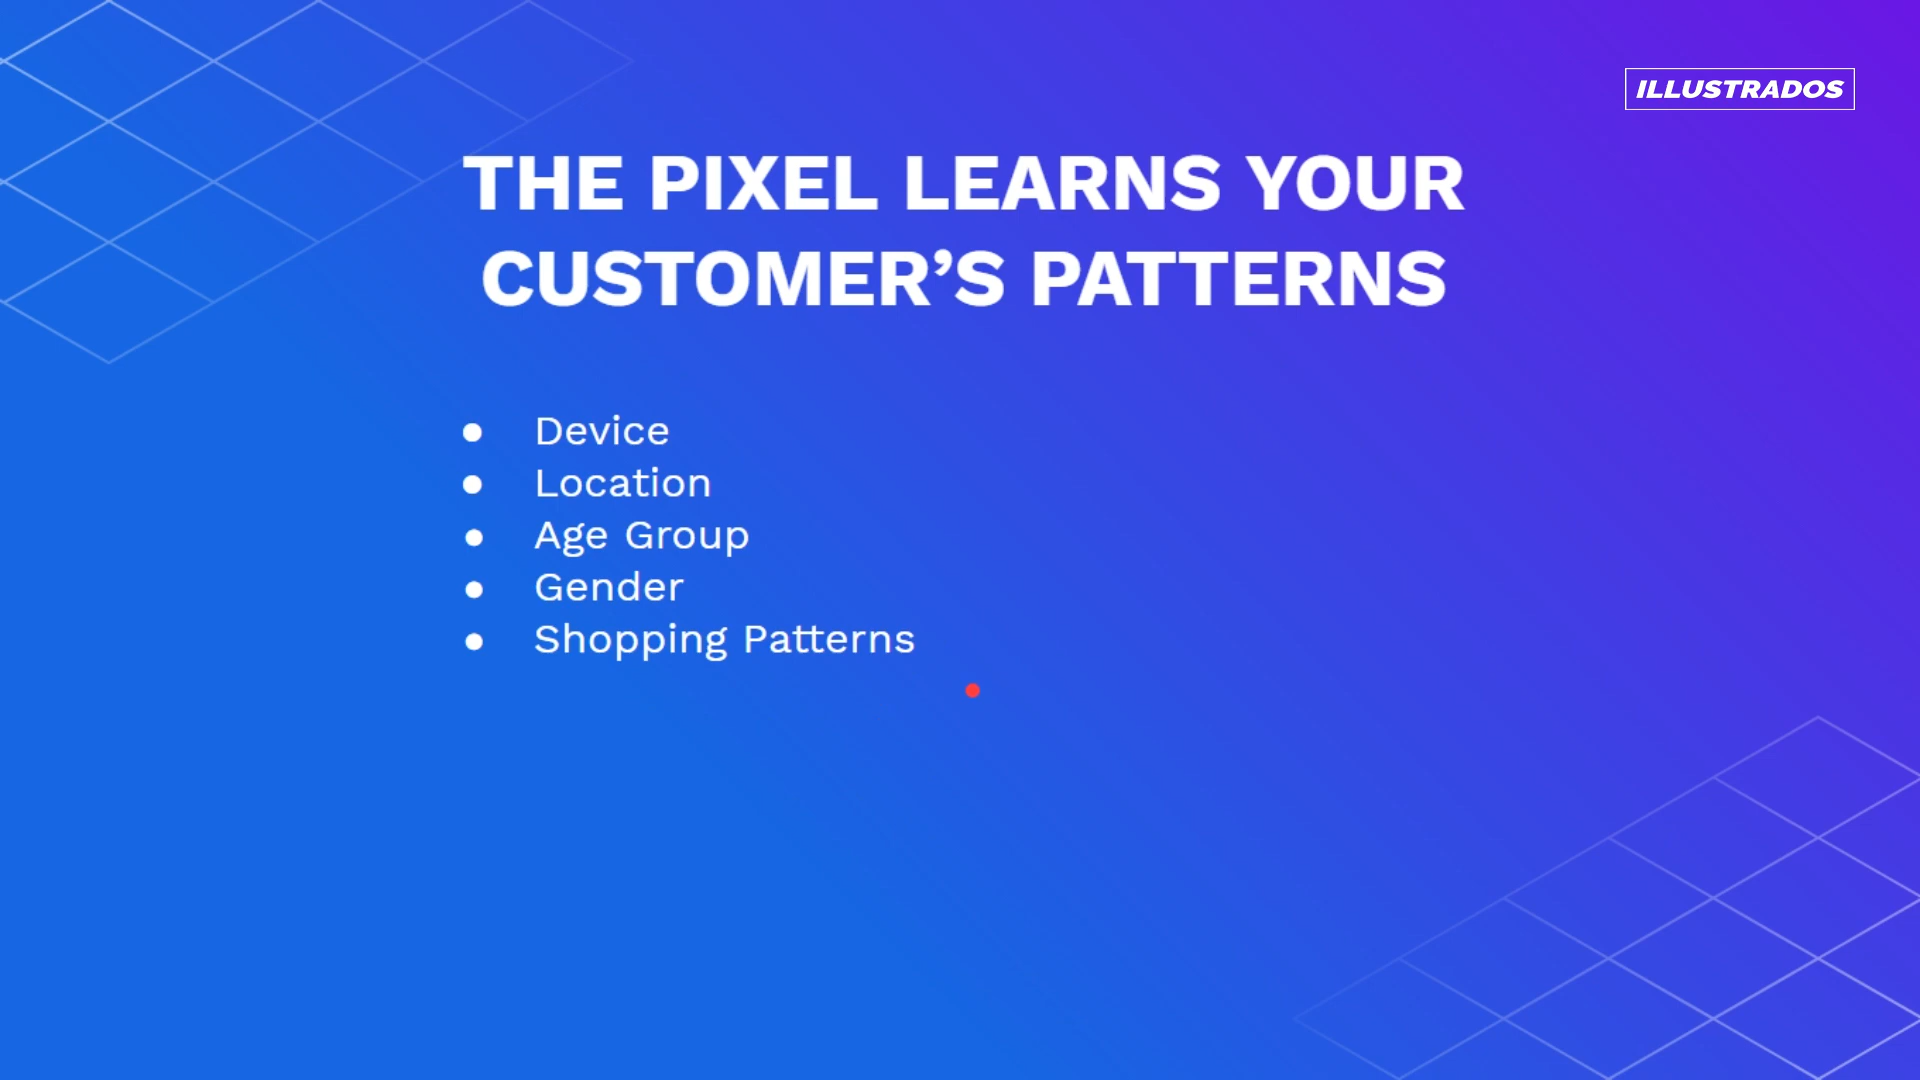 ILLUSTRADOS
THE PIXEL LEARNS YOUR
CUSTOMER’S PATTERNS
● Device
● Location
● Age Group
● Gender
● Shopping Patterns